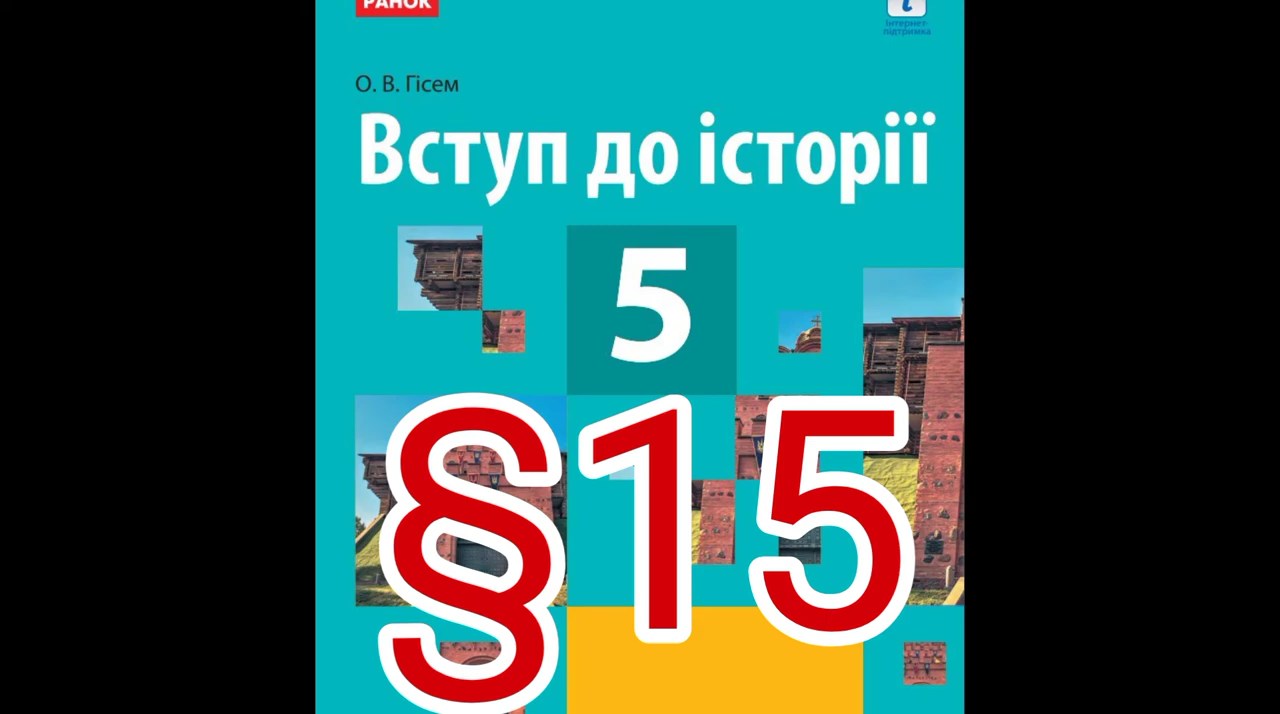 РАНОК
Інтернет-
підтримка
О. В. Гісем
Вступ до історії
5
§15